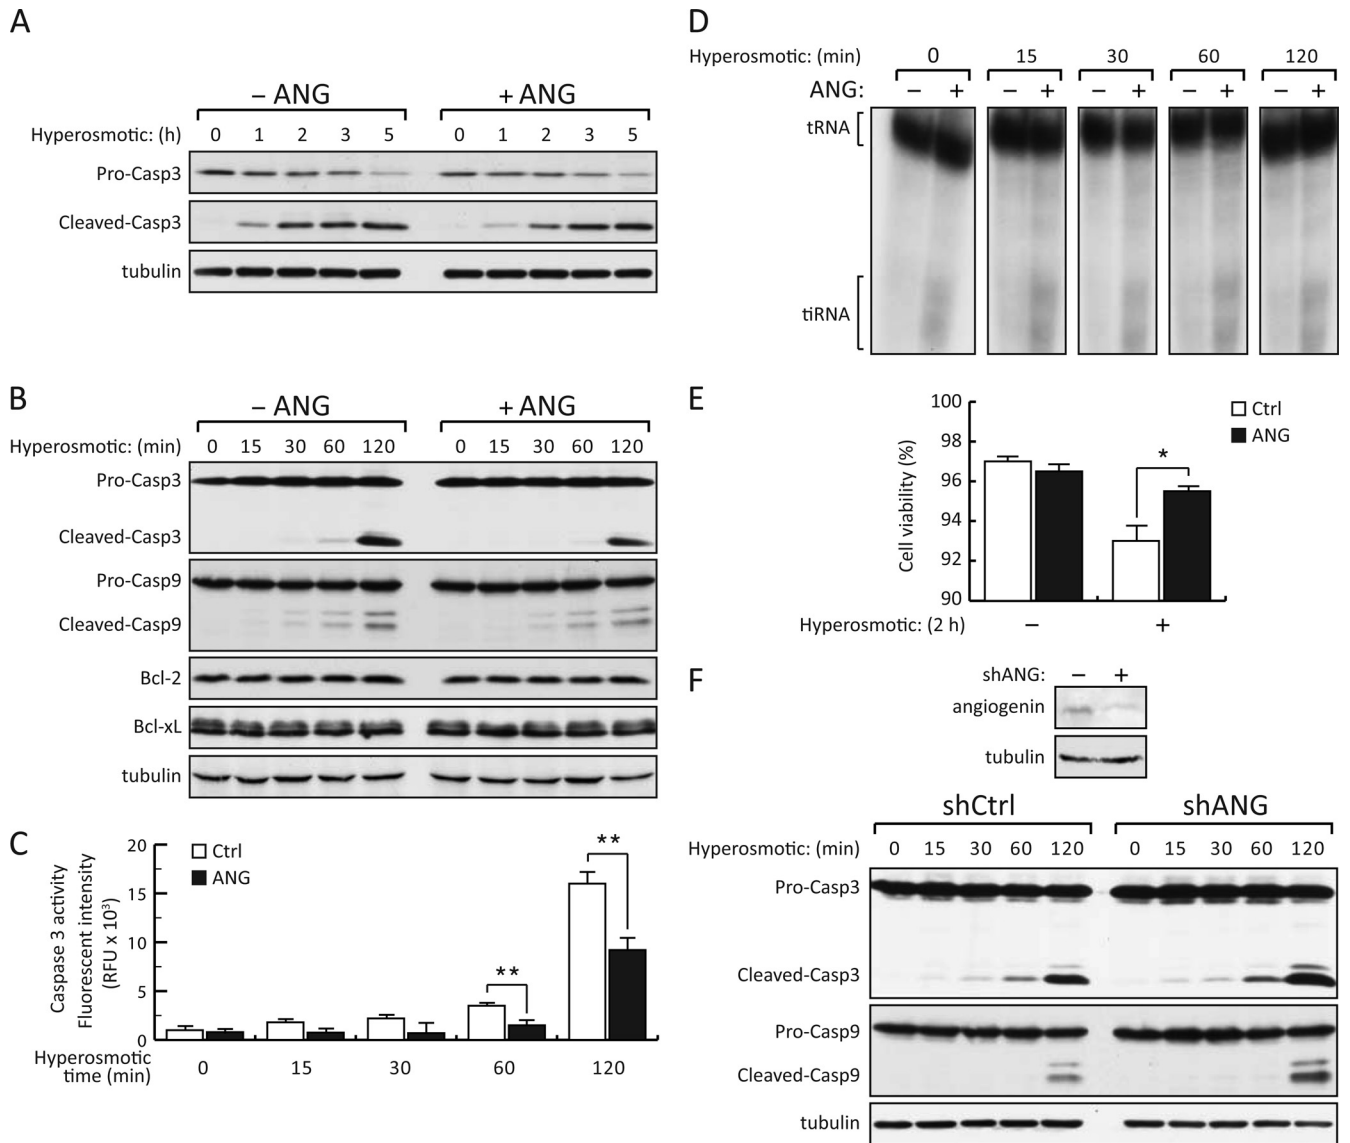 A
– ANG + ANG
Hyperosmotic: (h) 0 1 2 3 5 0 1 2 3 5
Pro-Casp3
Cleaved-Casp3
tubulin
B
– ANG + ANG
Hyperosmotic: (min) 0 15 30 60 120 0 15 30 60 120
Pro-Casp3
Cleaved-Casp3
Pro-Casp9
Cleaved-Casp9
Bcl-2
Bcl-xL
tubulin
C
Caspase 3 activity
Fluorescent intensity
(RFU x 10³)
20
15
10
5
0
Ctrl
ANG
**
**
Hyperosmotic
time (min)
0 15 30 60 120
D
Hyperosmotic: (min) 0 15 30 60 120
ANG: – + – + – + – + – +
tRNA
tiRNA
E
Cell viability (%)
100
98
96
94
92
90
Ctrl
ANG
*
Hyperosmotic: (2 h) – +
F
shANG: – +
angiogenin
tubulin
shCtrl shANG
Hyperosmotic: (min) 0 15 30 60 120 0 15 30 60 120
Pro-Casp3
Cleaved-Casp3
Pro-Casp9
Cleaved-Casp9
tubulin